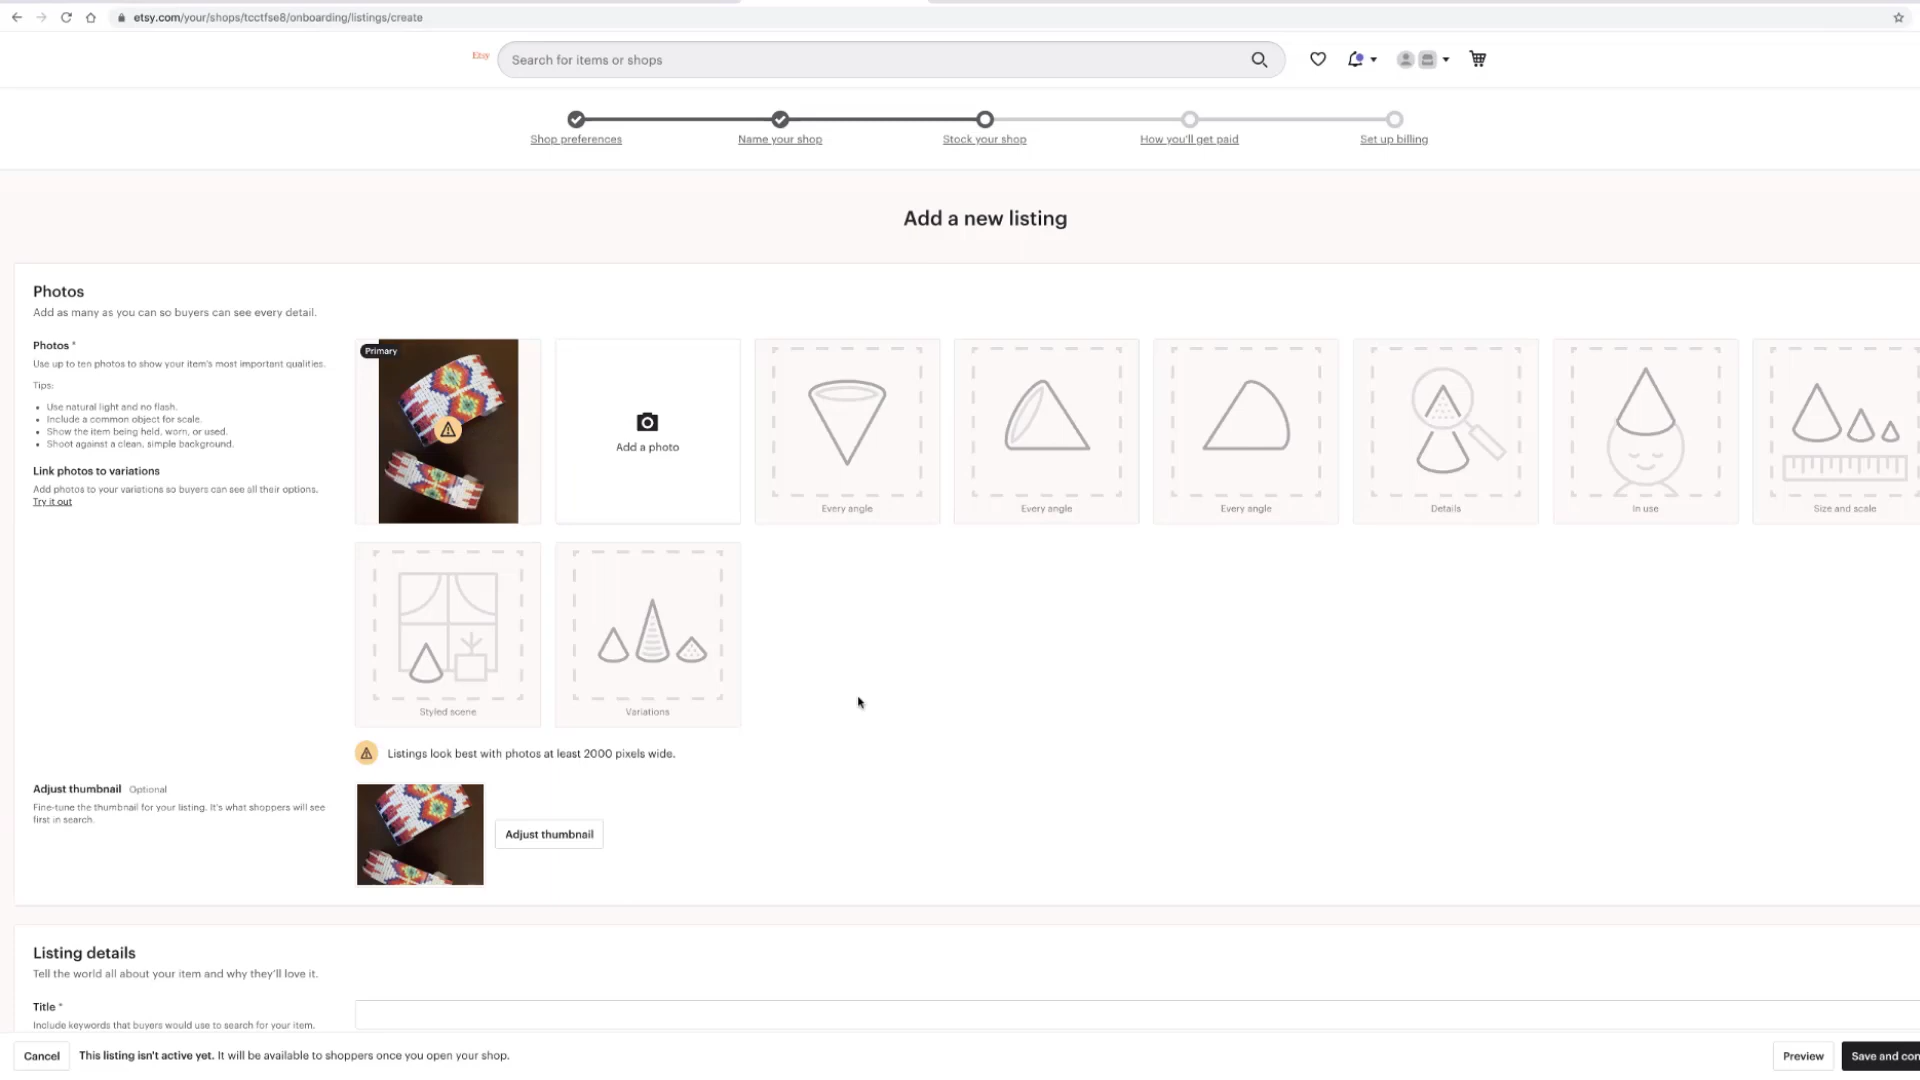 etsy.com/your/shops/tcctfse8/onboarding/listings/create
Etsy
Search for items or shops
Shop preferences
Name your shop
Stock your shop
How you'll get paid
Set up billing
Add a new listing
Photos
Add as many as you can so buyers can see every detail.
Photos *
Use up to ten photos to show your item's most important qualities.
Tips:
• Use natural light and no flash.
• Include a common object for scale.
• Show the item being held, worn, or used.
• Shoot against a clean, simple background.
Link photos to variations
Add photos to your variations so buyers can see all their options.
Try it out
Primary
Add a photo
Every angle
Every angle
Every angle
Details
In use
Size and scale
Styled scene
Variations
Listings look best with photos at least 2000 pixels wide.
Adjust thumbnail Optional
Fine-tune the thumbnail for your listing. It's what shoppers will see
first in search.
Adjust thumbnail
Listing details
Tell the world all about your item and why they'll love it.
Title *
Include keywords that buyers would use to search for your item.
Cancel
This listing isn't active yet. It will be available to shoppers once you open your shop.
Preview
Save and con